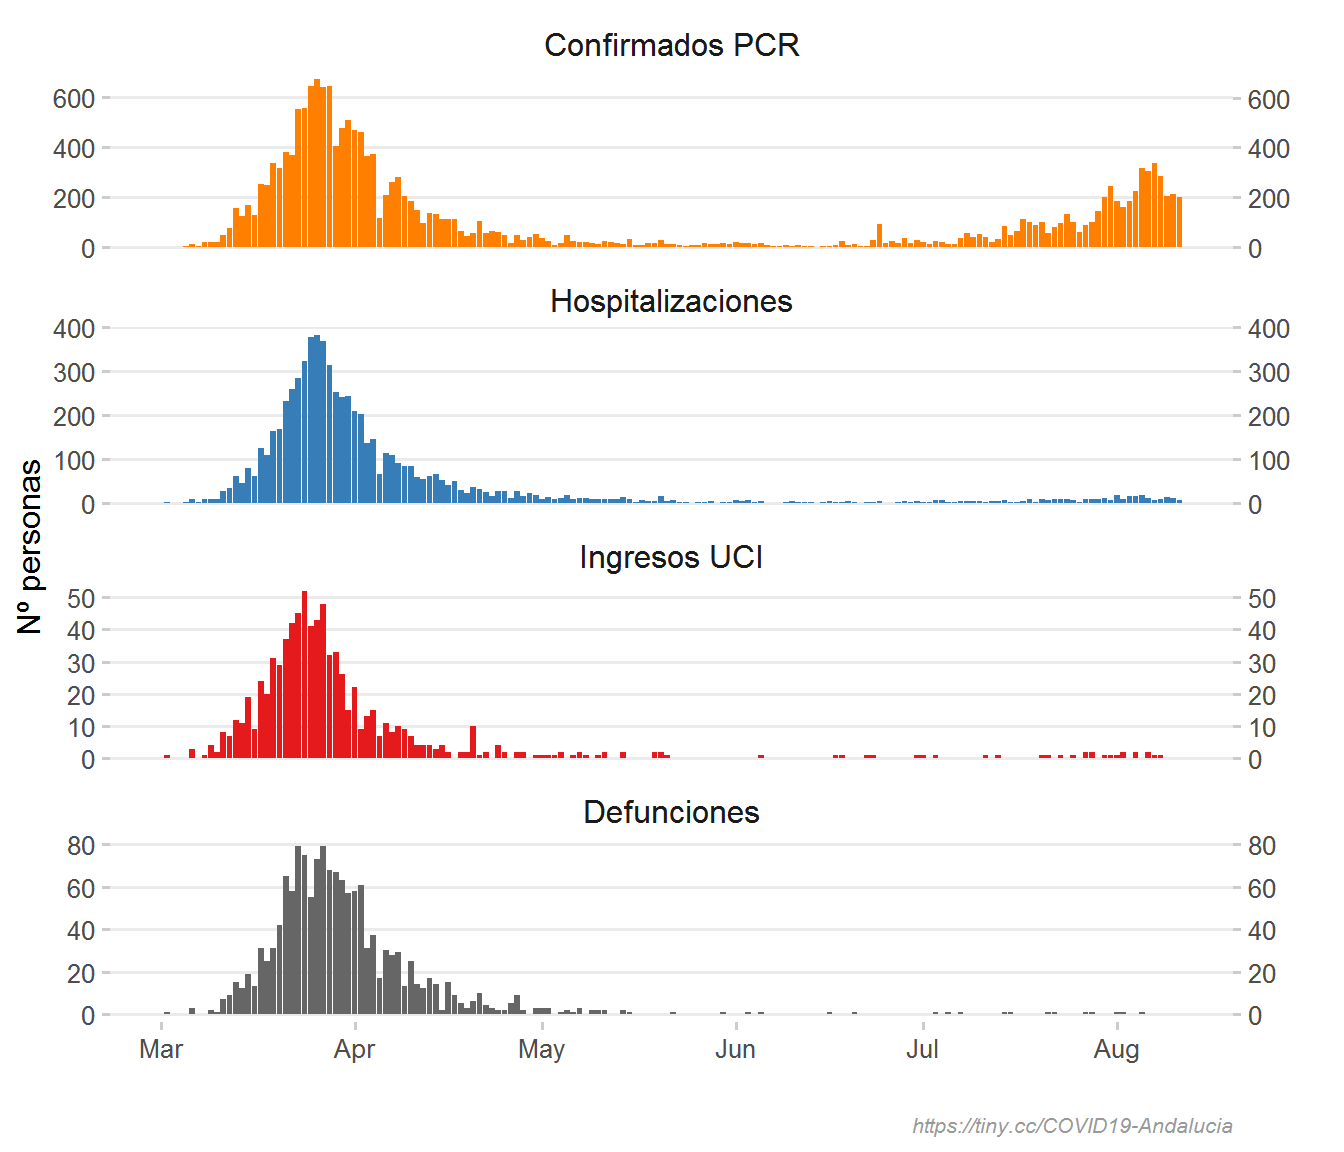 Confirmados PCR
600 600
400 400
200 200
0 0
Hospitalizaciones
400 400
300 300
200 200
100 100
0 0
Nº personas
Ingresos UCI
50 50
40 40
30 30
20 20
10 10
0 0
Defunciones
80 80
60 60
40 40
20 20
0 0
Mar Apr May Jun Jul Aug
https://tiny.cc/COVID19-Andalucia